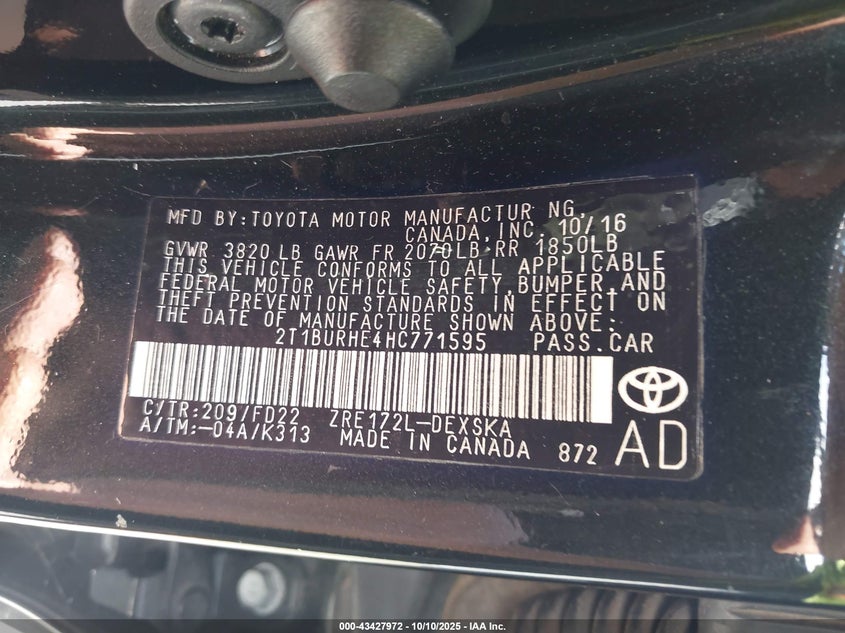 MFD BY:TOYOTA MOTOR MANUFACTURING,
CANADA,INC. 10/16
GVWR 3820 LB GAWR FR 2070LB RR 1850LB
THIS VEHICLE CONFORMS TO ALL APPLICABLE
FEDERAL MOTOR VEHICLE SAFETY,BUMPER,AND
THEFT PREVENTION STANDARDS IN EFFECT ON
THE DATE OF MANUFACTURE SHOWN ABOVE:
2T1BURHE4HC771595 PASS.CAR
C/TR:209/FD22 ZRE172L-DEXSKA
A/TM:-04A/K313 MADE IN CANADA 872 AD
000-43427972 - 10/10/2025 - IAA Inc.